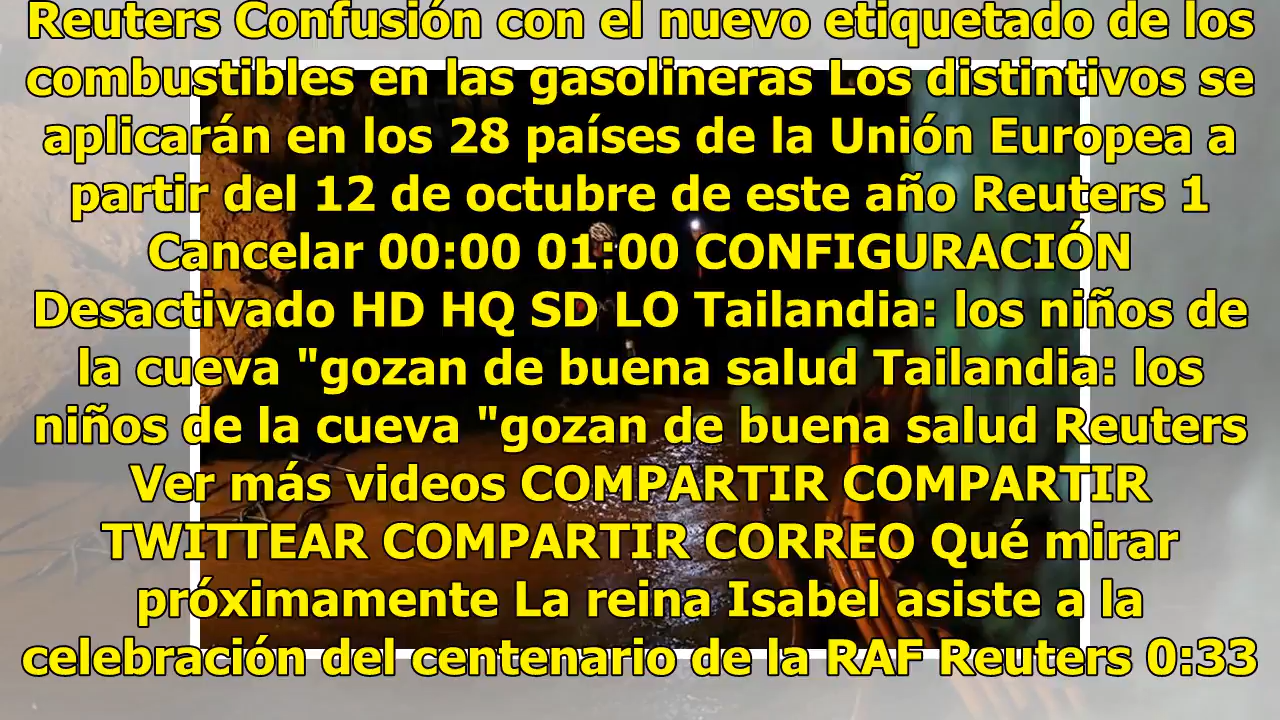 Reuters Confusión con el nuevo etiquetado de los
combustibles en las gasolineras Los distintivos se
aplicarán en los 28 países de la Unión Europea a
partir del 12 de octubre de este año Reuters 1
Cancelar 00:00 01:00 CONFIGURACIÓN
Desactivado HD HQ SD LO Tailandia: los niños de
la cueva "gozan de buena salud Tailandia: los
niños de la cueva "gozan de buena salud Reuters
Ver más videos COMPARTIR COMPARTIR
TWITTEAR COMPARTIR CORREO Qué mirar
próximamente La reina Isabel asiste a la
celebración del centenario de la RAF Reuters 0:33